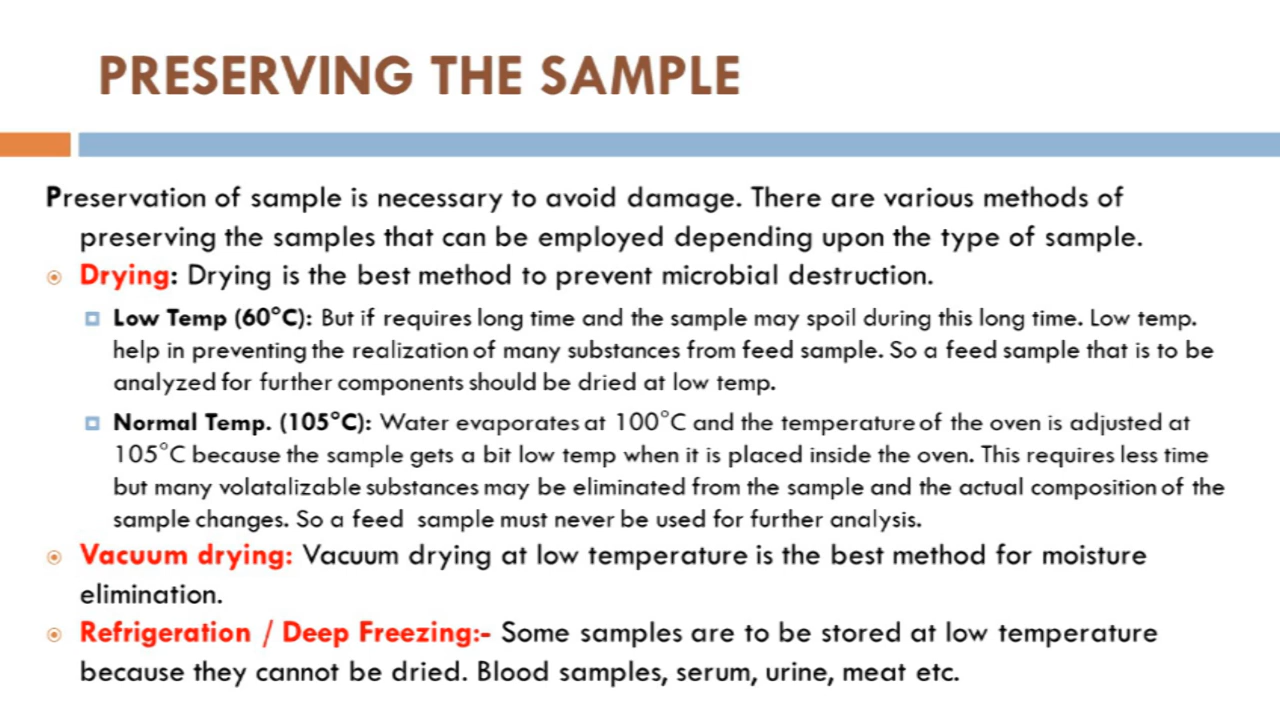 PRESERVING THE SAMPLE
Preservation of sample is necessary to avoid damage. There are various methods of
preserving the samples that can be employed depending upon the type of sample.
Drying: Drying is the best method to prevent microbial destruction.
Low Temp (60°C): But if requires long time and the sample may spoil during this long time. Low temp.
help in preventing the realization of many substances from feed sample. So a feed sample that is to be
analyzed for further components should be dried at low temp.
Normal Temp. (105°C): Water evaporates at 100°C and the temperature of the oven is adjusted at
105°C because the sample gets a bit low temp when it is placed inside the oven. This requires less time
but many volatalizable substances may be eliminated from the sample and the actual composition of the
sample changes. So a feed sample must never be used for further analysis.
Vacuum drying: Vacuum drying at low temperature is the best method for moisture
elimination.
Refrigeration / Deep Freezing:- Some samples are to be stored at low temperature
because they cannot be dried. Blood samples, serum, urine, meat etc.